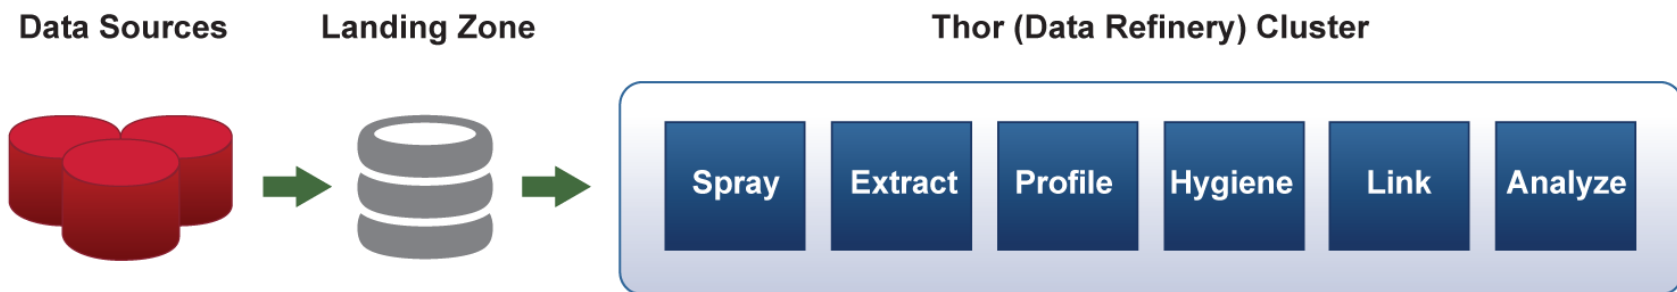 Data Sources
Landing Zone
Thor (Data Refinery) Cluster
Spray
Extract
Profile
Hygiene
Link
Analyze